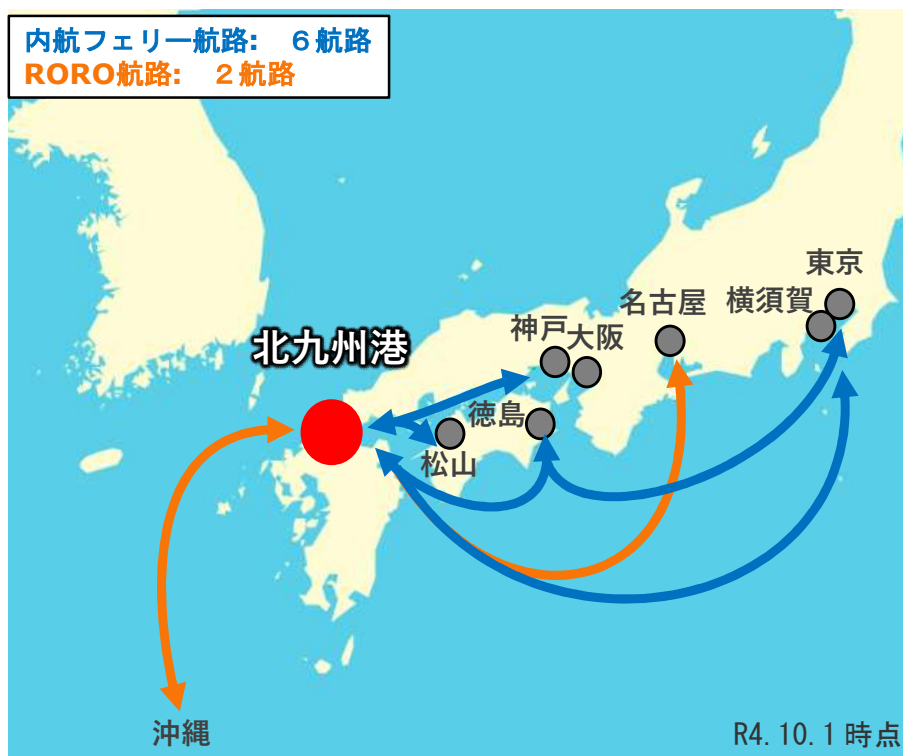 内航フェリー航路:　６航路
RORO航路:　２航路
東京
横須賀
名古屋
神戸
大阪
北九州港
徳島
松山
沖縄
R4.10.1時点